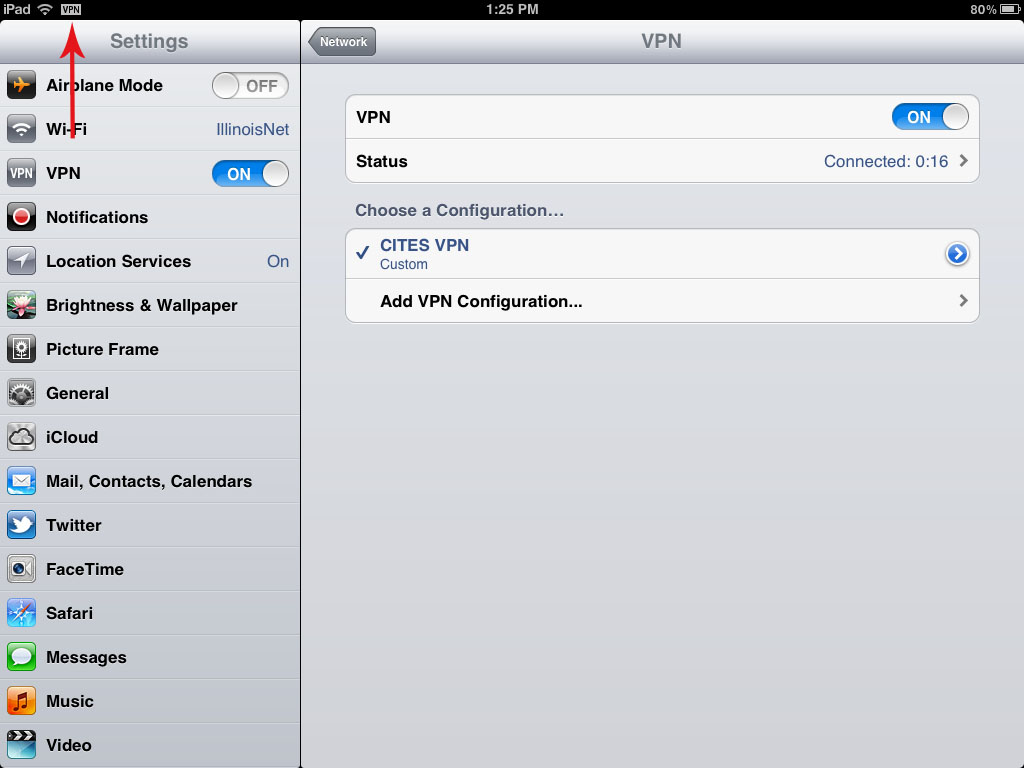 iPad VPN 1:25 PM 80%
Settings
Network VPN
Airplane Mode OFF
Wi-Fi IllinoisNet
VPN VPN ON
Notifications
Location Services On
Brightness & Wallpaper
Picture Frame
General
iCloud
Mail, Contacts, Calendars
Twitter
FaceTime
Safari
Messages
Music
Video
VPN ON
Status Connected: 0:16
Choose a Configuration...
CITES VPN
Custom
Add VPN Configuration...